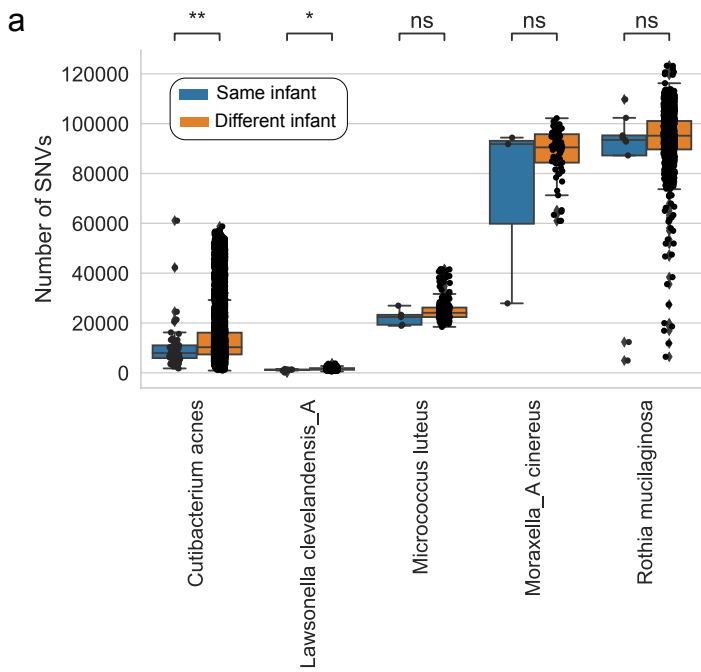 a
** * ns ns ns
Same infant
Different infant
Number of SNVs
120000
100000
80000
60000
40000
20000
0
Cutibacterium acnes
Lawsonella clevelandensis_A
Micrococcus luteus
Moraxella_A cinereus
Rothia mucilaginosa